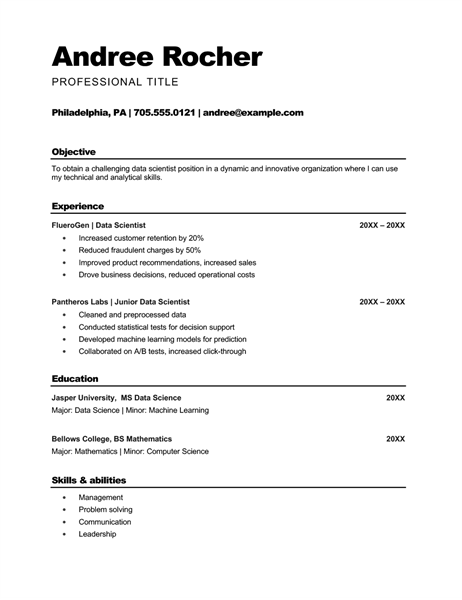 Andree Rocher
PROFESSIONAL TITLE
Philadelphia, PA | 705.555.0121 | andree@example.com
Objective
To obtain a challenging data scientist position in a dynamic and innovative organization where I can use
my technical and analytical skills.
Experience
FlueroGen | Data Scientist 20XX – 20XX
• Increased customer retention by 20%
• Reduced fraudulent charges by 50%
• Improved product recommendations, increased sales
• Drove business decisions, reduced operational costs
Pantheros Labs | Junior Data Scientist 20XX – 20XX
• Cleaned and preprocessed data
• Conducted statistical tests for decision support
• Developed machine learning models for prediction
• Collaborated on A/B tests, increased click-through
Education
Jasper University, MS Data Science 20XX
Major: Data Science | Minor: Machine Learning
Bellows College, BS Mathematics 20XX
Major: Mathematics | Minor: Computer Science
Skills & abilities
• Management
• Problem solving
• Communication
• Leadership